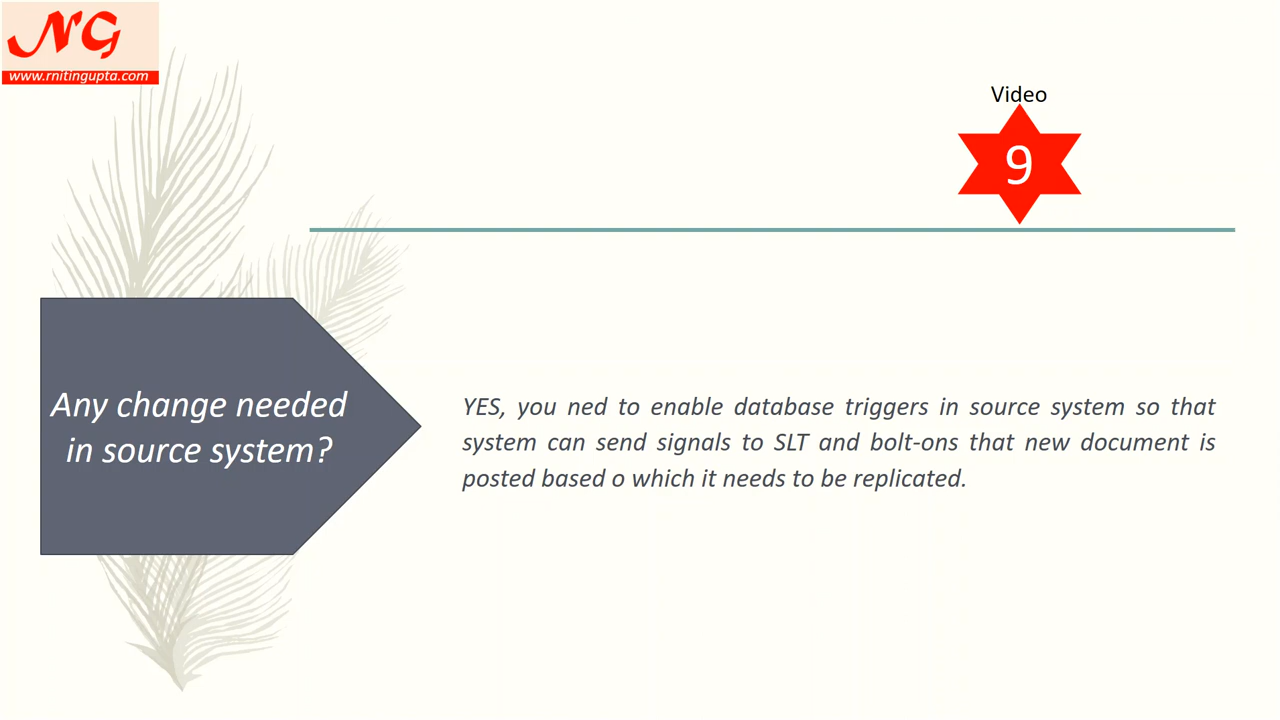 NG
www.rnitingupta.com
Video
9
Any change needed
in source system?
YES, you ned to enable database triggers in source system so that
system can send signals to SLT and bolt-ons that new document is
posted based o which it needs to be replicated.